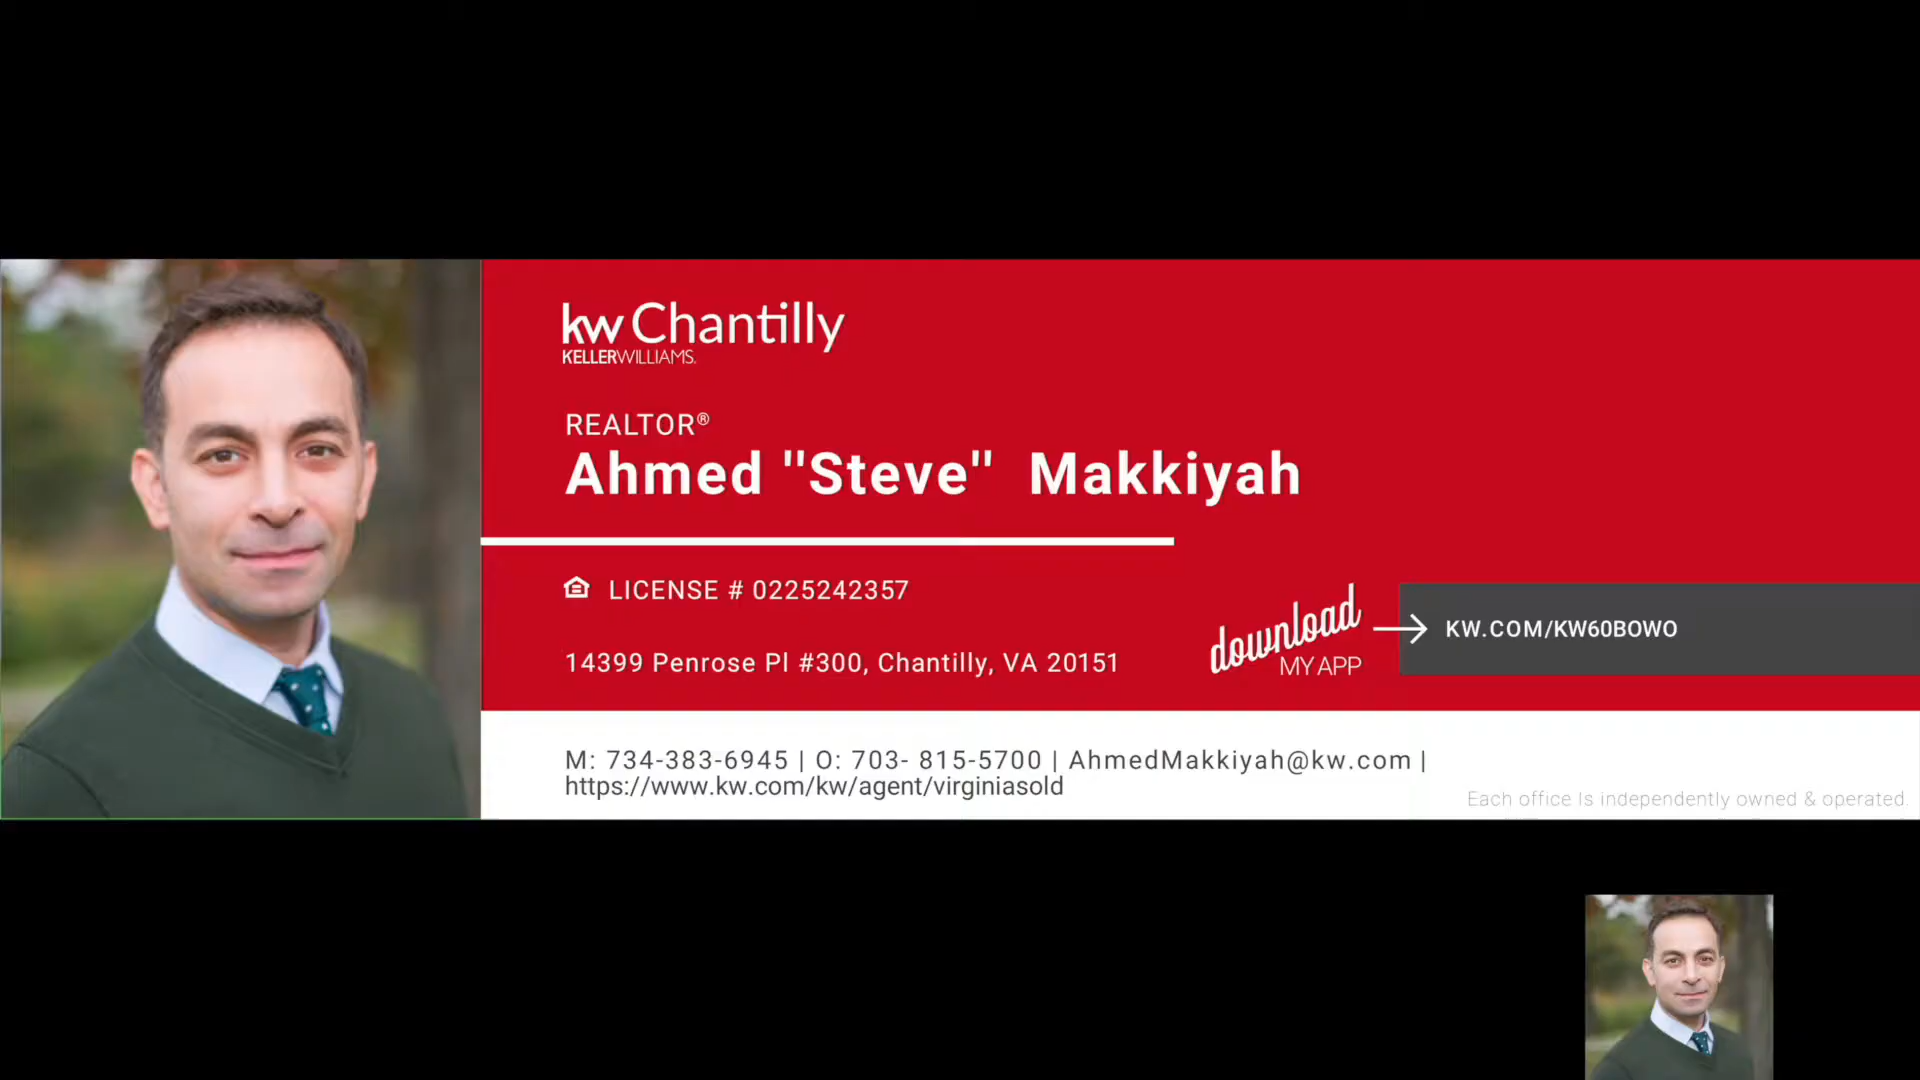 kw Chantilly
KELLERWILLIAMS.
REALTOR®
Ahmed "Steve" Makkiyah
LICENSE # 0225242357
14399 Penrose Pl #300, Chantilly, VA 20151
download
MY APP
KW.COM/KW60BOWO
M: 734-383-6945 | O: 703- 815-5700 | AhmedMakkiyah@kw.com |
https://www.kw.com/kw/agent/virginiasold
Each office Is independently owned & operated.